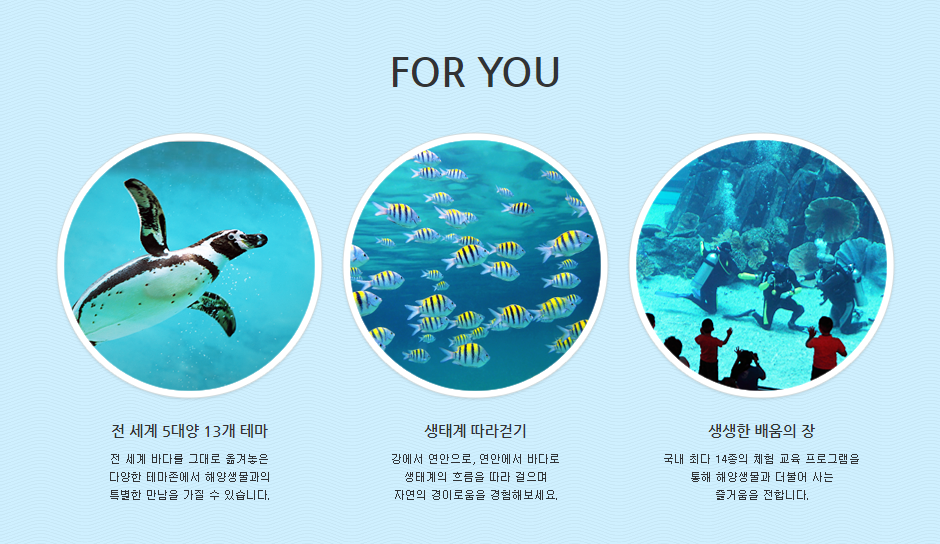 FOR YOU
전 세계 5대양 13개 테마
전 세계 바다를 그대로 옮겨놓은
다양한 테마존에서 해양생물과의
특별한 만남을 가질 수 있습니다.
생태계 따라걷기
강에서 연안으로, 연안에서 바다로
생태계의 흐름을 따라 걸으며
자연의 경이로움을 경험해보세요.
생생한 배움의 장
국내 최다 14종의 체험 교육 프로그램을
통해 해양생물과 더불어 사는
즐거움을 전합니다.